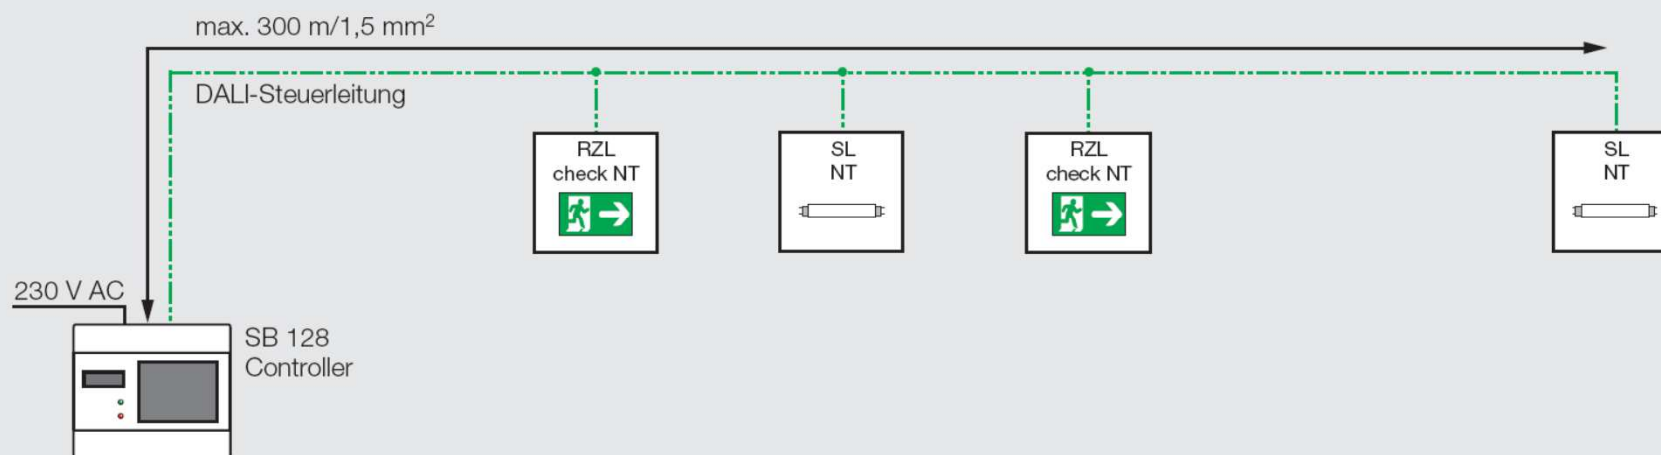 max. 300 m/1,5 mm²
DALI-Steuerleitung
RZL
check NT
SL
NT
RZL
check NT
SL
NT
230 V AC
SB 128
Controller